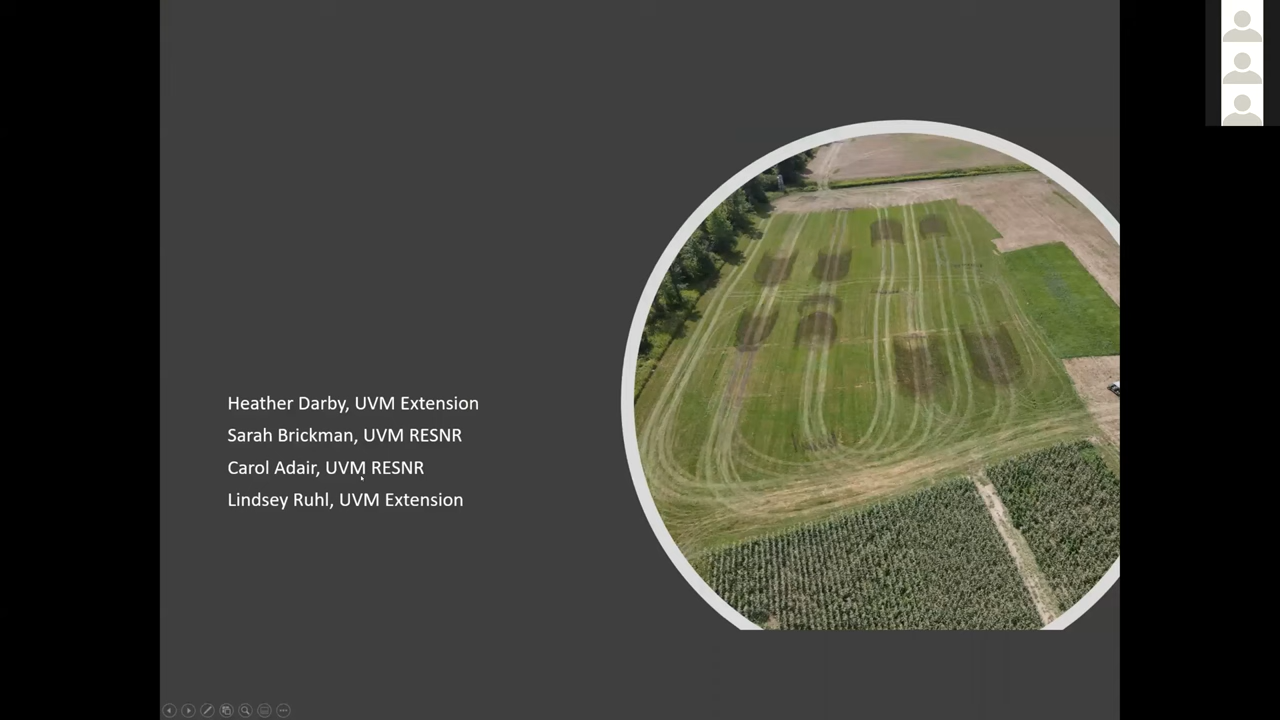 Heather Darby, UVM Extension
Sarah Brickman, UVM RESNR
Carol Adair, UVM RESNR
Lindsey Ruhl, UVM Extension